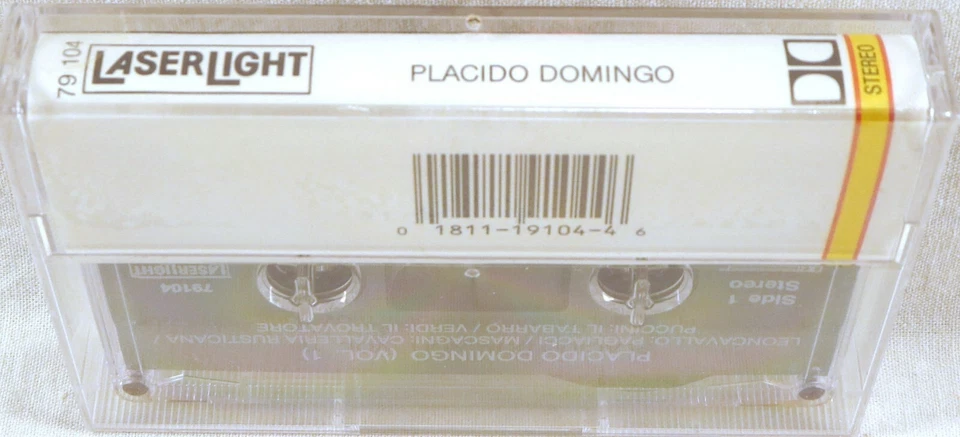 79 104
LASERLIGHT
PLACIDO DOMINGO
STEREO
0 1811-19104-4 6
PLACIDO DOMINGO (VOL. 1)
LEONCAVALLO: PAGLIACCI / MASCAGNI: CAVALLERIA RUSTICANA /
PUCCINI: IL TABARRO / VERDI: IL TROVATORE
Side 1
Stereo
79104
LASERLIGHT